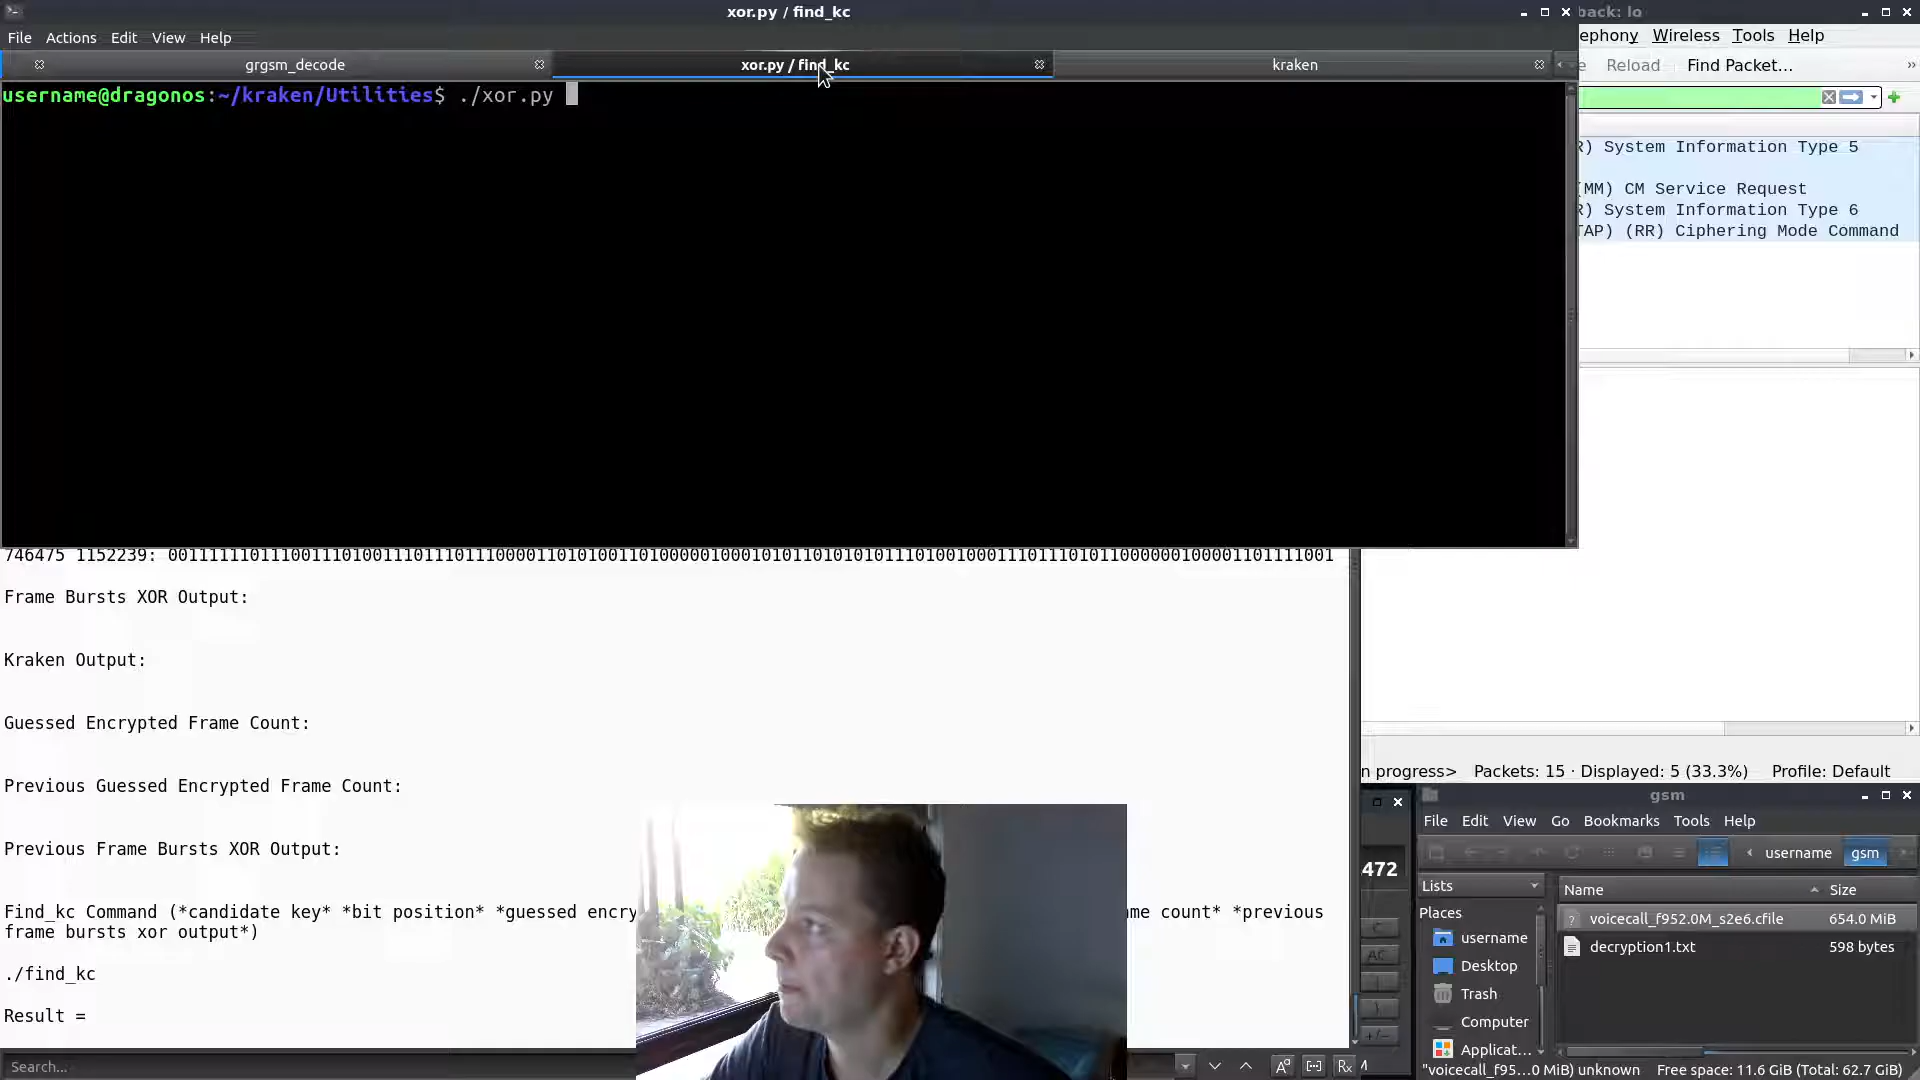 xor.py / find_kc
File Actions Edit View Help
grgsm_decode
xor.py / find_kc
kraken
username@dragonos:~/kraken/Utilities$ ./xor.py
back: lo
ephony Wireless Tools Help
e Reload Find Packet… »
R) System Information Type 5
(MM) CM Service Request
R) System Information Type 6
TAP) (RR) Ciphering Mode Command
Frame Bursts XOR Output:
Kraken Output:
Guessed Encrypted Frame Count:
Previous Guessed Encrypted Frame Count:
Previous Frame Bursts XOR Output:
Find_kc Command (*candidate key* *bit position* *guessed encry
me count* *previous
frame bursts xor output*)
./find_kc
Result =
Search...
n progress> Packets: 15 · Displayed: 5 (33.3%) Profile: Default
472
C
AC
)
+/-
gsm
File Edit View Go Bookmarks Tools Help
username gsm
Lists
Places
username
Desktop
Trash
Computer
Applicat...
Name Size
voicecall_f952.0M_s2e6.cfile 654.0 MiB
decryption1.txt 598 bytes
"voicecall_f95...0 MiB) unknown Free space: 11.6 GiB (Total: 62.7 GiB)